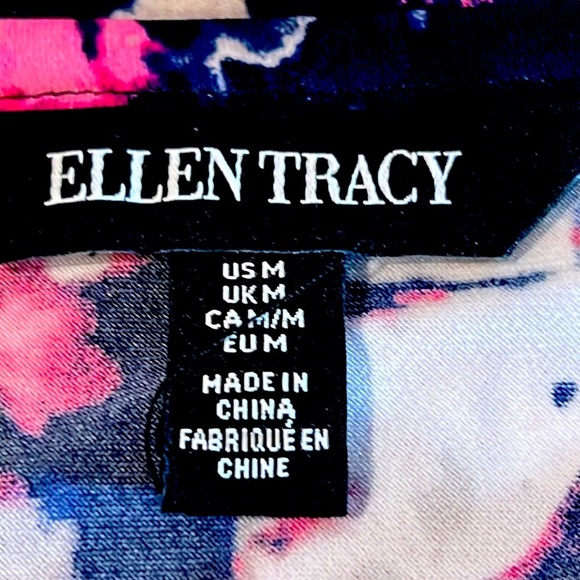 ELLEN TRACY
US M
UK M
CA M/M
EU M
MADE IN
CHINA
FABRIQUÉ EN
CHINE